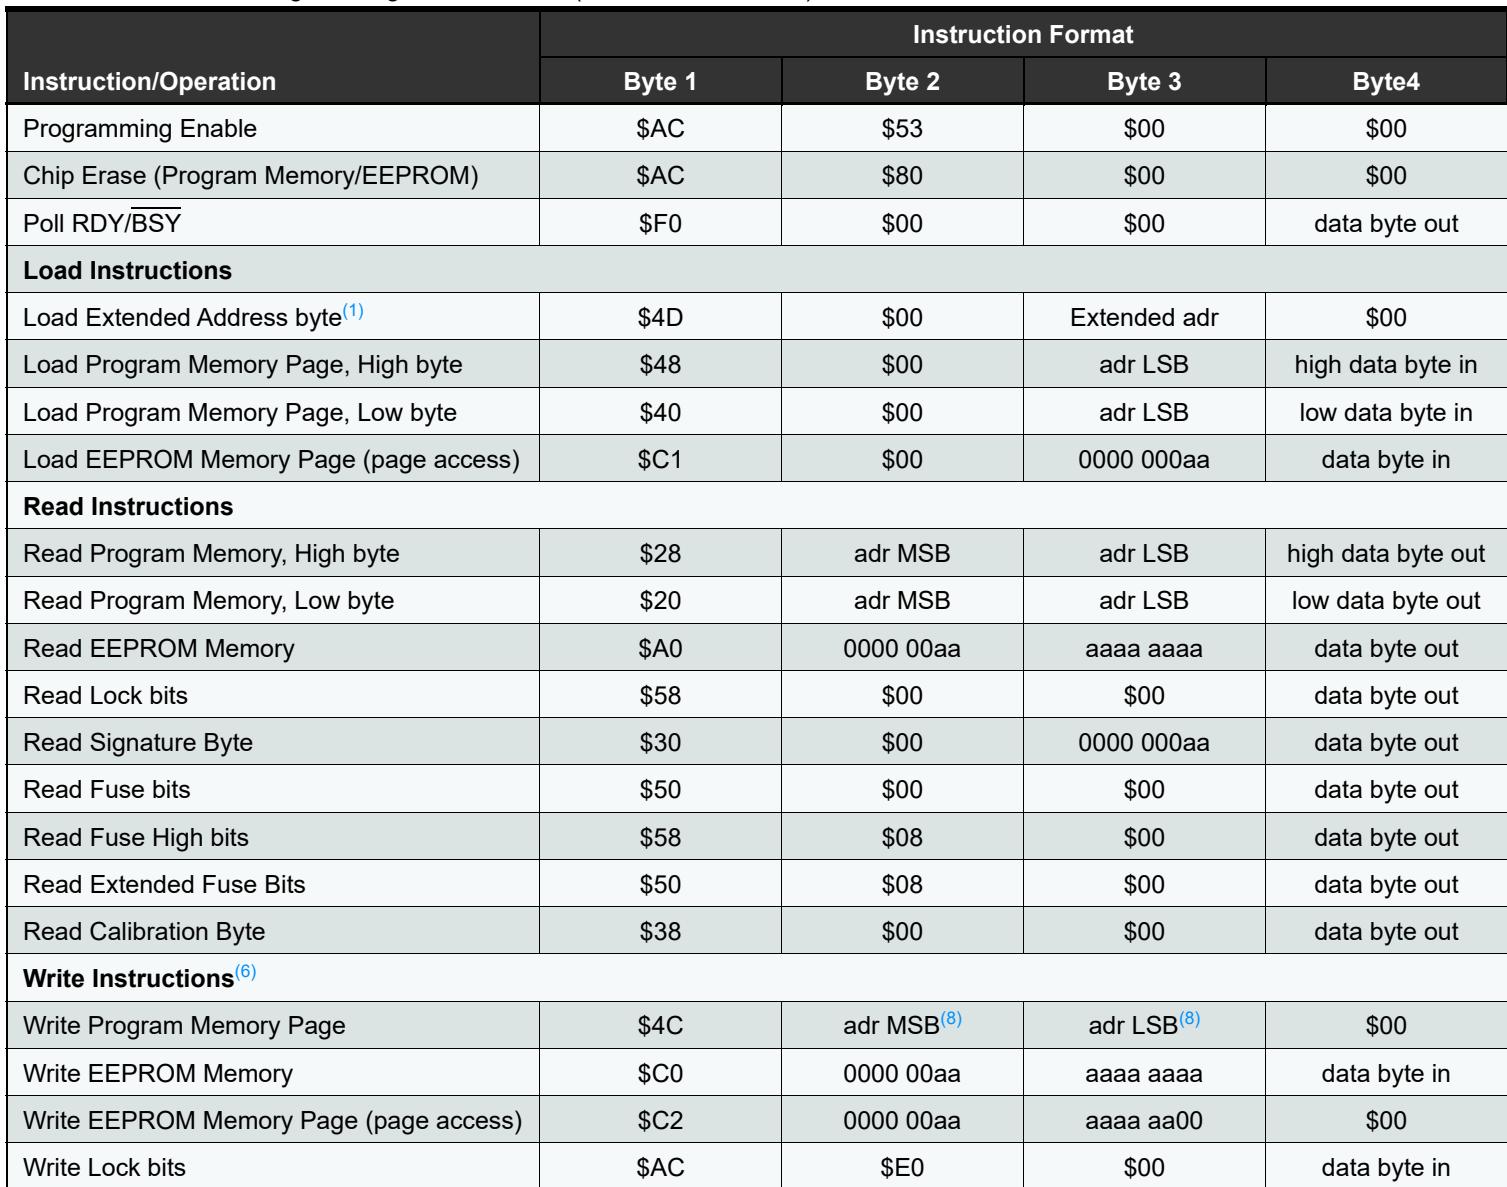 Instruction Format
Instruction/Operation Byte 1 Byte 2 Byte 3 Byte4
Programming Enable $AC $53 $00 $00
Chip Erase (Program Memory/EEPROM) $AC $80 $00 $00
Poll RDY/BSY $F0 $00 $00 data byte out
Load Instructions
Load Extended Address byte(1) $4D $00 Extended adr $00
Load Program Memory Page, High byte $48 $00 adr LSB high data byte in
Load Program Memory Page, Low byte $40 $00 adr LSB low data byte in
Load EEPROM Memory Page (page access) $C1 $00 0000 000aa data byte in
Read Instructions
Read Program Memory, High byte $28 adr MSB adr LSB high data byte out
Read Program Memory, Low byte $20 adr MSB adr LSB low data byte out
Read EEPROM Memory $A0 0000 00aa aaaa aaaa data byte out
Read Lock bits $58 $00 $00 data byte out
Read Signature Byte $30 $00 0000 000aa data byte out
Read Fuse bits $50 $00 $00 data byte out
Read Fuse High bits $58 $08 $00 data byte out
Read Extended Fuse Bits $50 $08 $00 data byte out
Read Calibration Byte $38 $00 $00 data byte out
Write Instructions(6)
Write Program Memory Page $4C adr MSB(8) adr LSB(8) $00
Write EEPROM Memory $C0 0000 00aa aaaa aaaa data byte in
Write EEPROM Memory Page (page access) $C2 0000 00aa aaaa aa00 $00
Write Lock bits $AC $E0 $00 data byte in